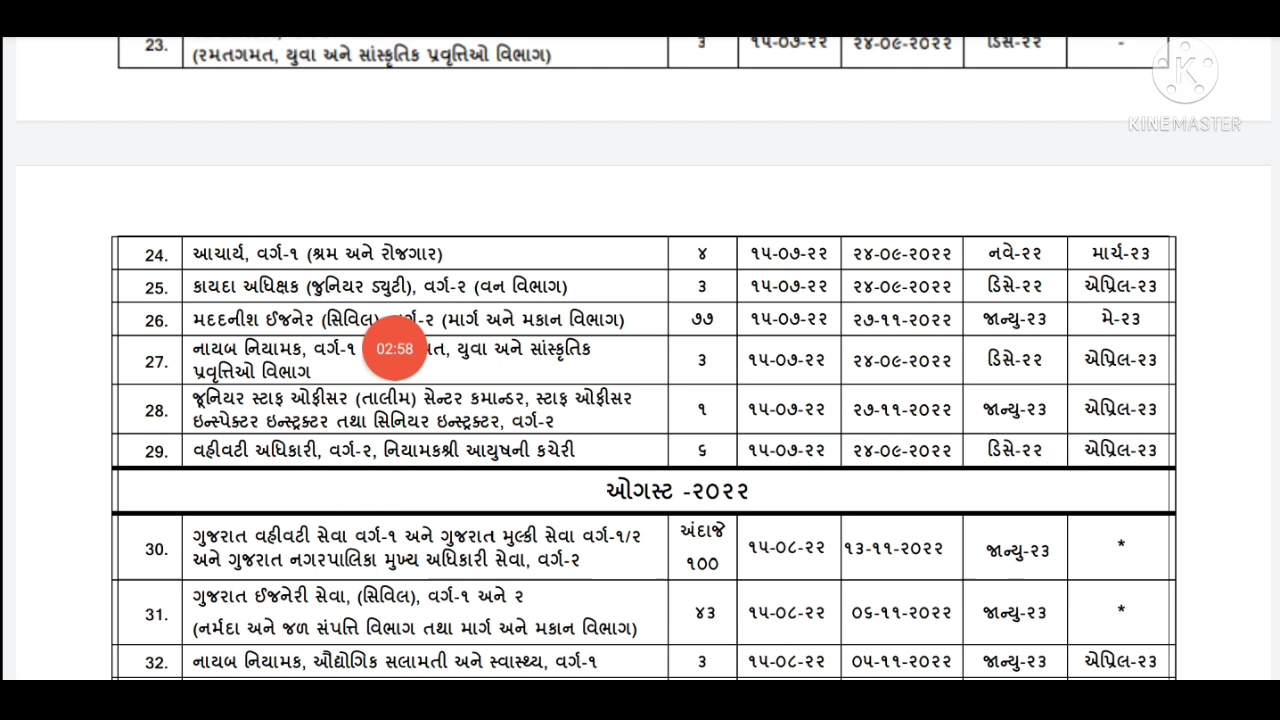 23. (રમતગમત, યુવા અને સાંસ્કૃતિક પ્રવૃત્તિઓ વિભાગ) ૩ ૧૫-૦૭-૨૨ ૨૪-૦૯-૨૦૨૨ ડિસે-૨૨ -
KINEMASTER
24. આચાર્ય, વર્ગ-૧ (શ્રમ અને રોજગાર) ૪ ૧૫-૦૭-૨૨ ૨૪-૦૯-૨૦૨૨ નવે-૨૨ માર્ચ-૨૩
25. કાયદા અધિક્ષક (જુનિયર ડ્યુટી), વર્ગ-૨ (વન વિભાગ) ૩ ૧૫-૦૭-૨૨ ૨૪-૦૯-૨૦૨૨ ડિસે-૨૨ એપ્રિલ-૨૩
26. મદદનીશ ઈજનેર (સિવિલ), વર્ગ-૨ (માર્ગ અને મકાન વિભાગ) ૭૭ ૧૫-૦૭-૨૨ ૨૭-૧૧-૨૦૨૨ જાન્યુ-૨૩ મે-૨૩
27. નાયબ નિયામક, વર્ગ-૧ યુવા અને સાંસ્કૃતિક
પ્રવૃત્તિઓ વિભાગ ૩ ૧૫-૦૭-૨૨ ૨૪-૦૯-૨૦૨૨ ડિસે-૨૨ એપ્રિલ-૨૩
02:58
28. જૂનિયર સ્ટાફ ઓફીસર (તાલીમ) સેન્ટર કમાન્ડર, સ્ટાફ ઓફીસર
ઇન્સ્પેક્ટર ઇન્સ્ટ્રક્ટર તથા સિનિયર ઇન્સ્ટ્રક્ટર, વર્ગ-૨ ૧ ૧૫-૦૭-૨૨ ૨૭-૧૧-૨૦૨૨ જાન્યુ-૨૩ એપ્રિલ-૨૩
29. વહીવટી અધિકારી, વર્ગ-૨, નિયામકશ્રી આયુષની કચેરી ૬ ૧૫-૦૭-૨૨ ૨૪-૦૯-૨૦૨૨ ડિસે-૨૨ એપ્રિલ-૨૩
ઓગસ્ટ -૨૦૨૨
30. ગુજરાત વહીવટી સેવા વર્ગ-૧ અને ગુજરાત મુલ્કી સેવા વર્ગ-૧/૨
અને ગુજરાત નગરપાલિકા મુખ્ય અધિકારી સેવા, વર્ગ-૨ અંદાજે ૧૦૦ ૧૫-૦૮-૨૨ ૧૩-૧૧-૨૦૨૨ જાન્યુ-૨૩ *
31. ગુજરાત ઈજનેરી સેવા, (સિવિલ), વર્ગ-૧ અને ૨
(નર્મદા અને જળ સંપત્તિ વિભાગ તથા માર્ગ અને મકાન વિભાગ) ૪૩ ૧૫-૦૮-૨૨ ૦૬-૧૧-૨૦૨૨ જાન્યુ-૨૩ *
32. નાયબ નિયામક, ઔદ્યોગિક સલામતી અને સ્વાસ્થ્ય, વર્ગ-૧ ૩ ૧૫-૦૮-૨૨ ૦૫-૧૧-૨૦૨૨ જાન્યુ-૨૩ એપ્રિલ-૨૩